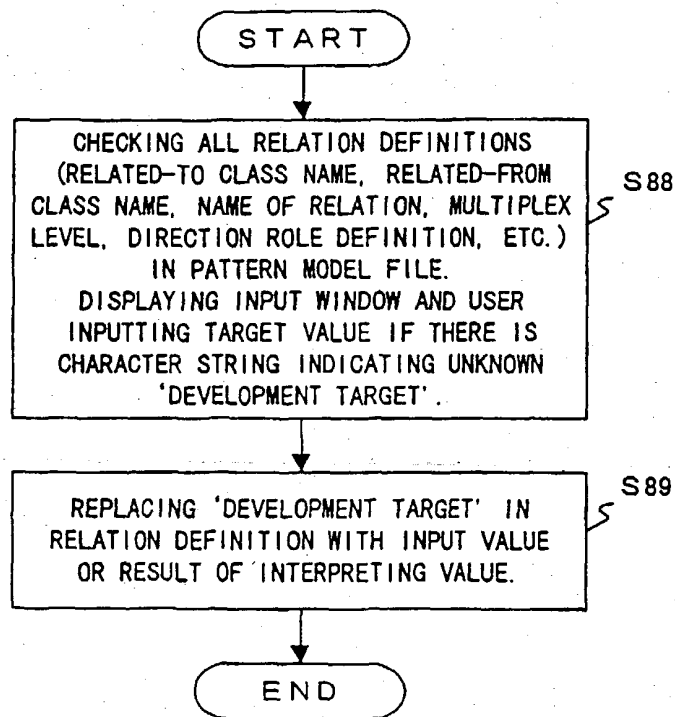 START
CHECKING ALL RELATION DEFINITIONS
(RELATED-TO CLASS NAME, RELATED-FROM
CLASS NAME, NAME OF RELATION, MULTIPLEX
LEVEL, DIRECTION ROLE DEFINITION, ETC.)
IN PATTERN MODEL FILE.
DISPLAYING INPUT WINDOW AND USER
INPUTTING TARGET VALUE IF THERE IS
CHARACTER STRING INDICATING UNKNOWN
'DEVELOPMENT TARGET'.
S88
REPLACING 'DEVELOPMENT TARGET' IN
RELATION DEFINITION WITH INPUT VALUE
OR RESULT OF INTERPRETING VALUE.
S89
END